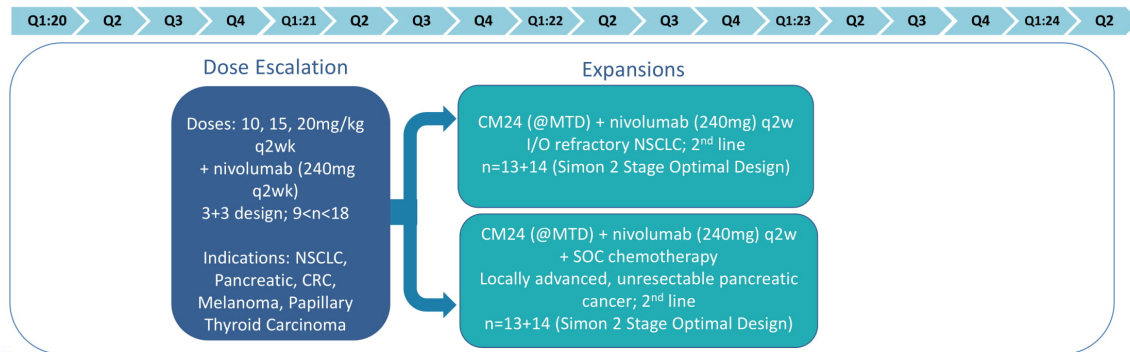 Q1:20 Q2 Q3 Q4 Q1:21 Q2 Q3 Q4 Q1:22 Q2 Q3 Q4 Q1:23 Q2 Q3 Q4 Q1:24 Q2
Dose Escalation
Doses: 10, 15, 20mg/kg
q2wk
+ nivolumab (240mg
q2wk)
3+3 design; 9<n<18
Indications: NSCLC,
Pancreatic, CRC,
Melanoma, Papillary
Thyroid Carcinoma
Expansions
CM24 (@MTD) + nivolumab (240mg) q2w
I/O refractory NSCLC; 2nd line
n=13+14 (Simon 2 Stage Optimal Design)
CM24 (@MTD) + nivolumab (240mg) q2w
+ SOC chemotherapy
Locally advanced, unresectable pancreatic
cancer; 2nd line
n=13+14 (Simon 2 Stage Optimal Design)